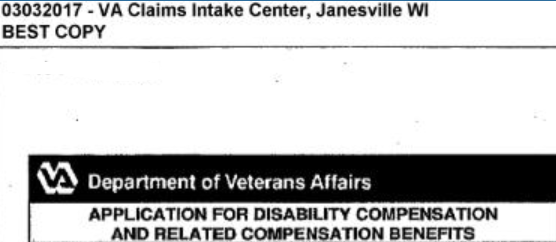 03032017 - VA Claims Intake Center, Janesville WI
BEST COPY
VA Department of Veterans Affairs
APPLICATION FOR DISABILITY COMPENSATION
AND RELATED COMPENSATION BENEFITS